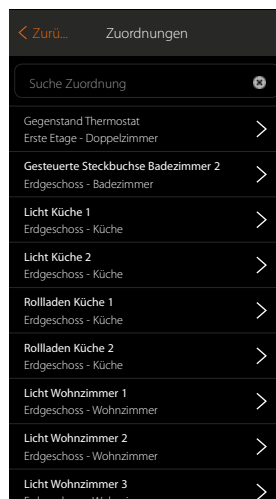 Zurü... Zuordnungen
Suche Zuordnung
Gegenstand Thermostat
Erste Etage - Doppelzimmer
Gesteuerte Steckbuchse Badezimmer 2
Erdgeschoss - Badezimmer
Licht Küche 1
Erdgeschoss - Küche
Licht Küche 2
Erdgeschoss - Küche
Rollladen Küche 1
Erdgeschoss - Küche
Rollladen Küche 2
Erdgeschoss - Küche
Licht Wohnzimmer 1
Erdgeschoss - Wohnzimmer
Licht Wohnzimmer 2
Erdgeschoss - Wohnzimmer
Licht Wohnzimmer 3